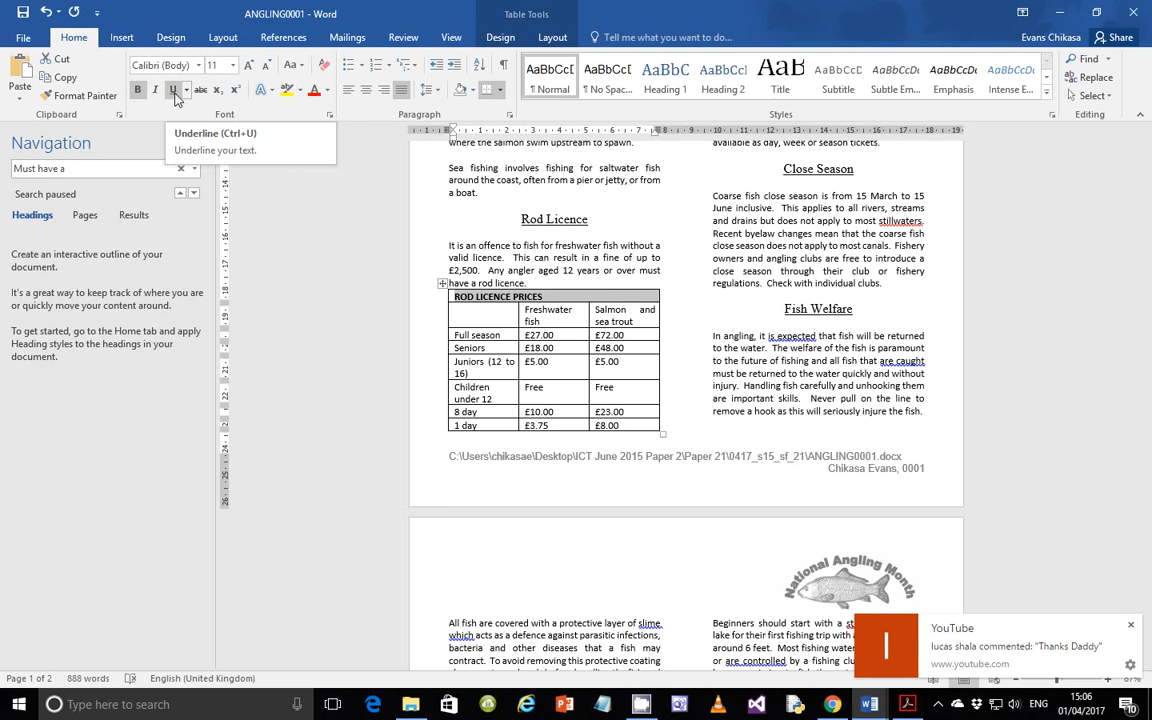 ANGLING0001 - Word
Table Tools
File
Home
Insert
Design
Layout
References
Mailings
Review
View
Design
Layout
Tell me what you want to do...
Evans Chikasa
Share
Paste
Cut
Copy
Format Painter
Clipboard
Calibri (Body)
11
Font
Paragraph
AaBbCcD
¶ Normal
AaBbCcD
¶ No Spac...
AaBbCc
Heading 1
AaBbCcD
Heading 2
AaB
Title
AaBbCcD
Subtitle
AaBbCcD
Subtle Em...
AaBbCcD
Emphasis
AaBbCcD
Intense E...
Styles
Find
Replace
Select
Editing
Underline (Ctrl+U)
Underline your text.
Navigation
Must have a
Search paused
Headings
Pages
Results
Create an interactive outline of your
document.
It's a great way to keep track of where you are
or quickly move your content around.
To get started, go to the Home tab and apply
Heading styles to the headings in your
document.
where the salmon swim upstream to spawn.
Sea fishing involves fishing for saltwater fish
around the coast, often from a pier or jetty, or from
a boat.
Rod Licence
It is an offence to fish for freshwater fish without a
valid licence. This can result in a fine of up to
£2,500. Any angler aged 12 years or over must
have a rod licence.
ROD LICENCE PRICES
Freshwater fish
Salmon and sea trout
Full season £27.00 £72.00
Seniors £18.00 £48.00
Juniors (12 to 16) £5.00 £5.00
Children under 12 Free Free
8 day £10.00 £23.00
1 day £3.75 £8.00
available as day, week or season tickets.
Close Season
Coarse fish close season is from 15 March to 15
June inclusive. This applies to all rivers, streams
and drains but does not apply to most stillwaters.
Recent byelaw changes mean that the coarse fish
close season does not apply to most canals. Fishery
owners and angling clubs are free to introduce a
close season through their club or fishery
regulations. Check with individual clubs.
Fish Welfare
In angling, it is expected that fish will be returned
to the water. The welfare of the fish is paramount
to the future of fishing and all fish that are caught
must be returned to the water quickly and without
injury. Handling fish carefully and unhooking them
are important skills. Never pull on the line to
remove a hook as this will seriously injure the fish.
C:\Users\chikasae\Desktop\ICT June 2015 Paper 2\Paper 21\0417_s15_sf_21\ANGLING0001.docx
Chikasa Evans, 0001
National Angling Month
All fish are covered with a protective layer of slime
which acts as a defence against parasitic infections,
bacteria and other diseases that a fish may
contract. To avoid removing this protective coating
Beginners should start with a
lake for their first fishing trip with
around 6 feet. Most fishing
or are controlled by a fishing
YouTube
lucas shala commented: "Thanks Daddy"
www.youtube.com
Page 1 of 2
888 words
English (United Kingdom)
87%
Type here to search
ENG
15:06
01/04/2017